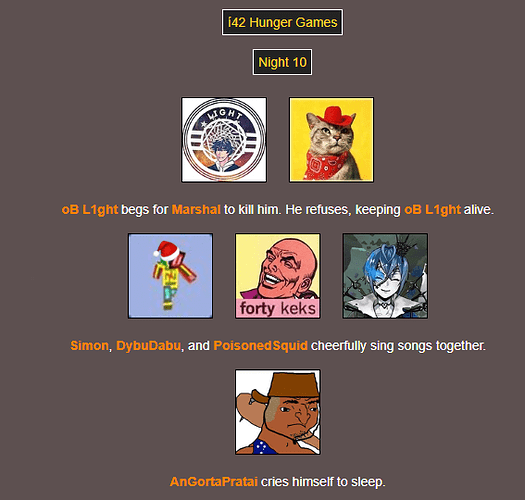 i42 Hunger Games
Night 10
LIGHT
oB L1ght begs for Marshal to kill him. He refuses, keeping oB L1ght alive.
forty keks
Simon, DybuDabu, and PoisonedSquid cheerfully sing songs together.
AnGortaPratai cries himself to sleep.